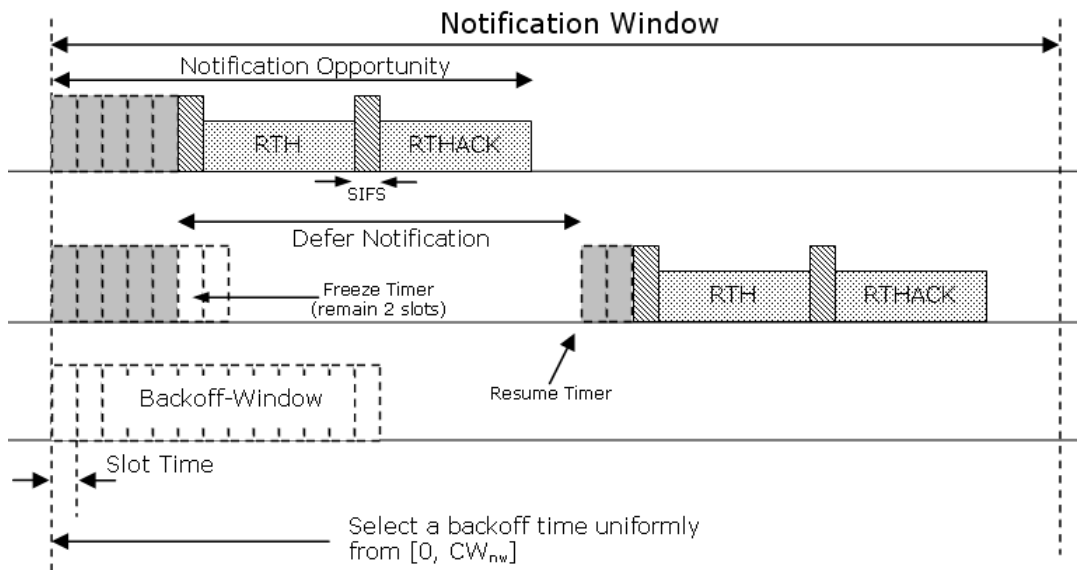 Notification Window
Notification Opportunity
RTH
RTHACK
SIFS
Defer Notification
Freeze Timer
(remain 2 slots)
RTH
RTHACK
Backoff-Window
Resume Timer
Slot Time
Select a backoff time uniformly
from [0, CWnw]